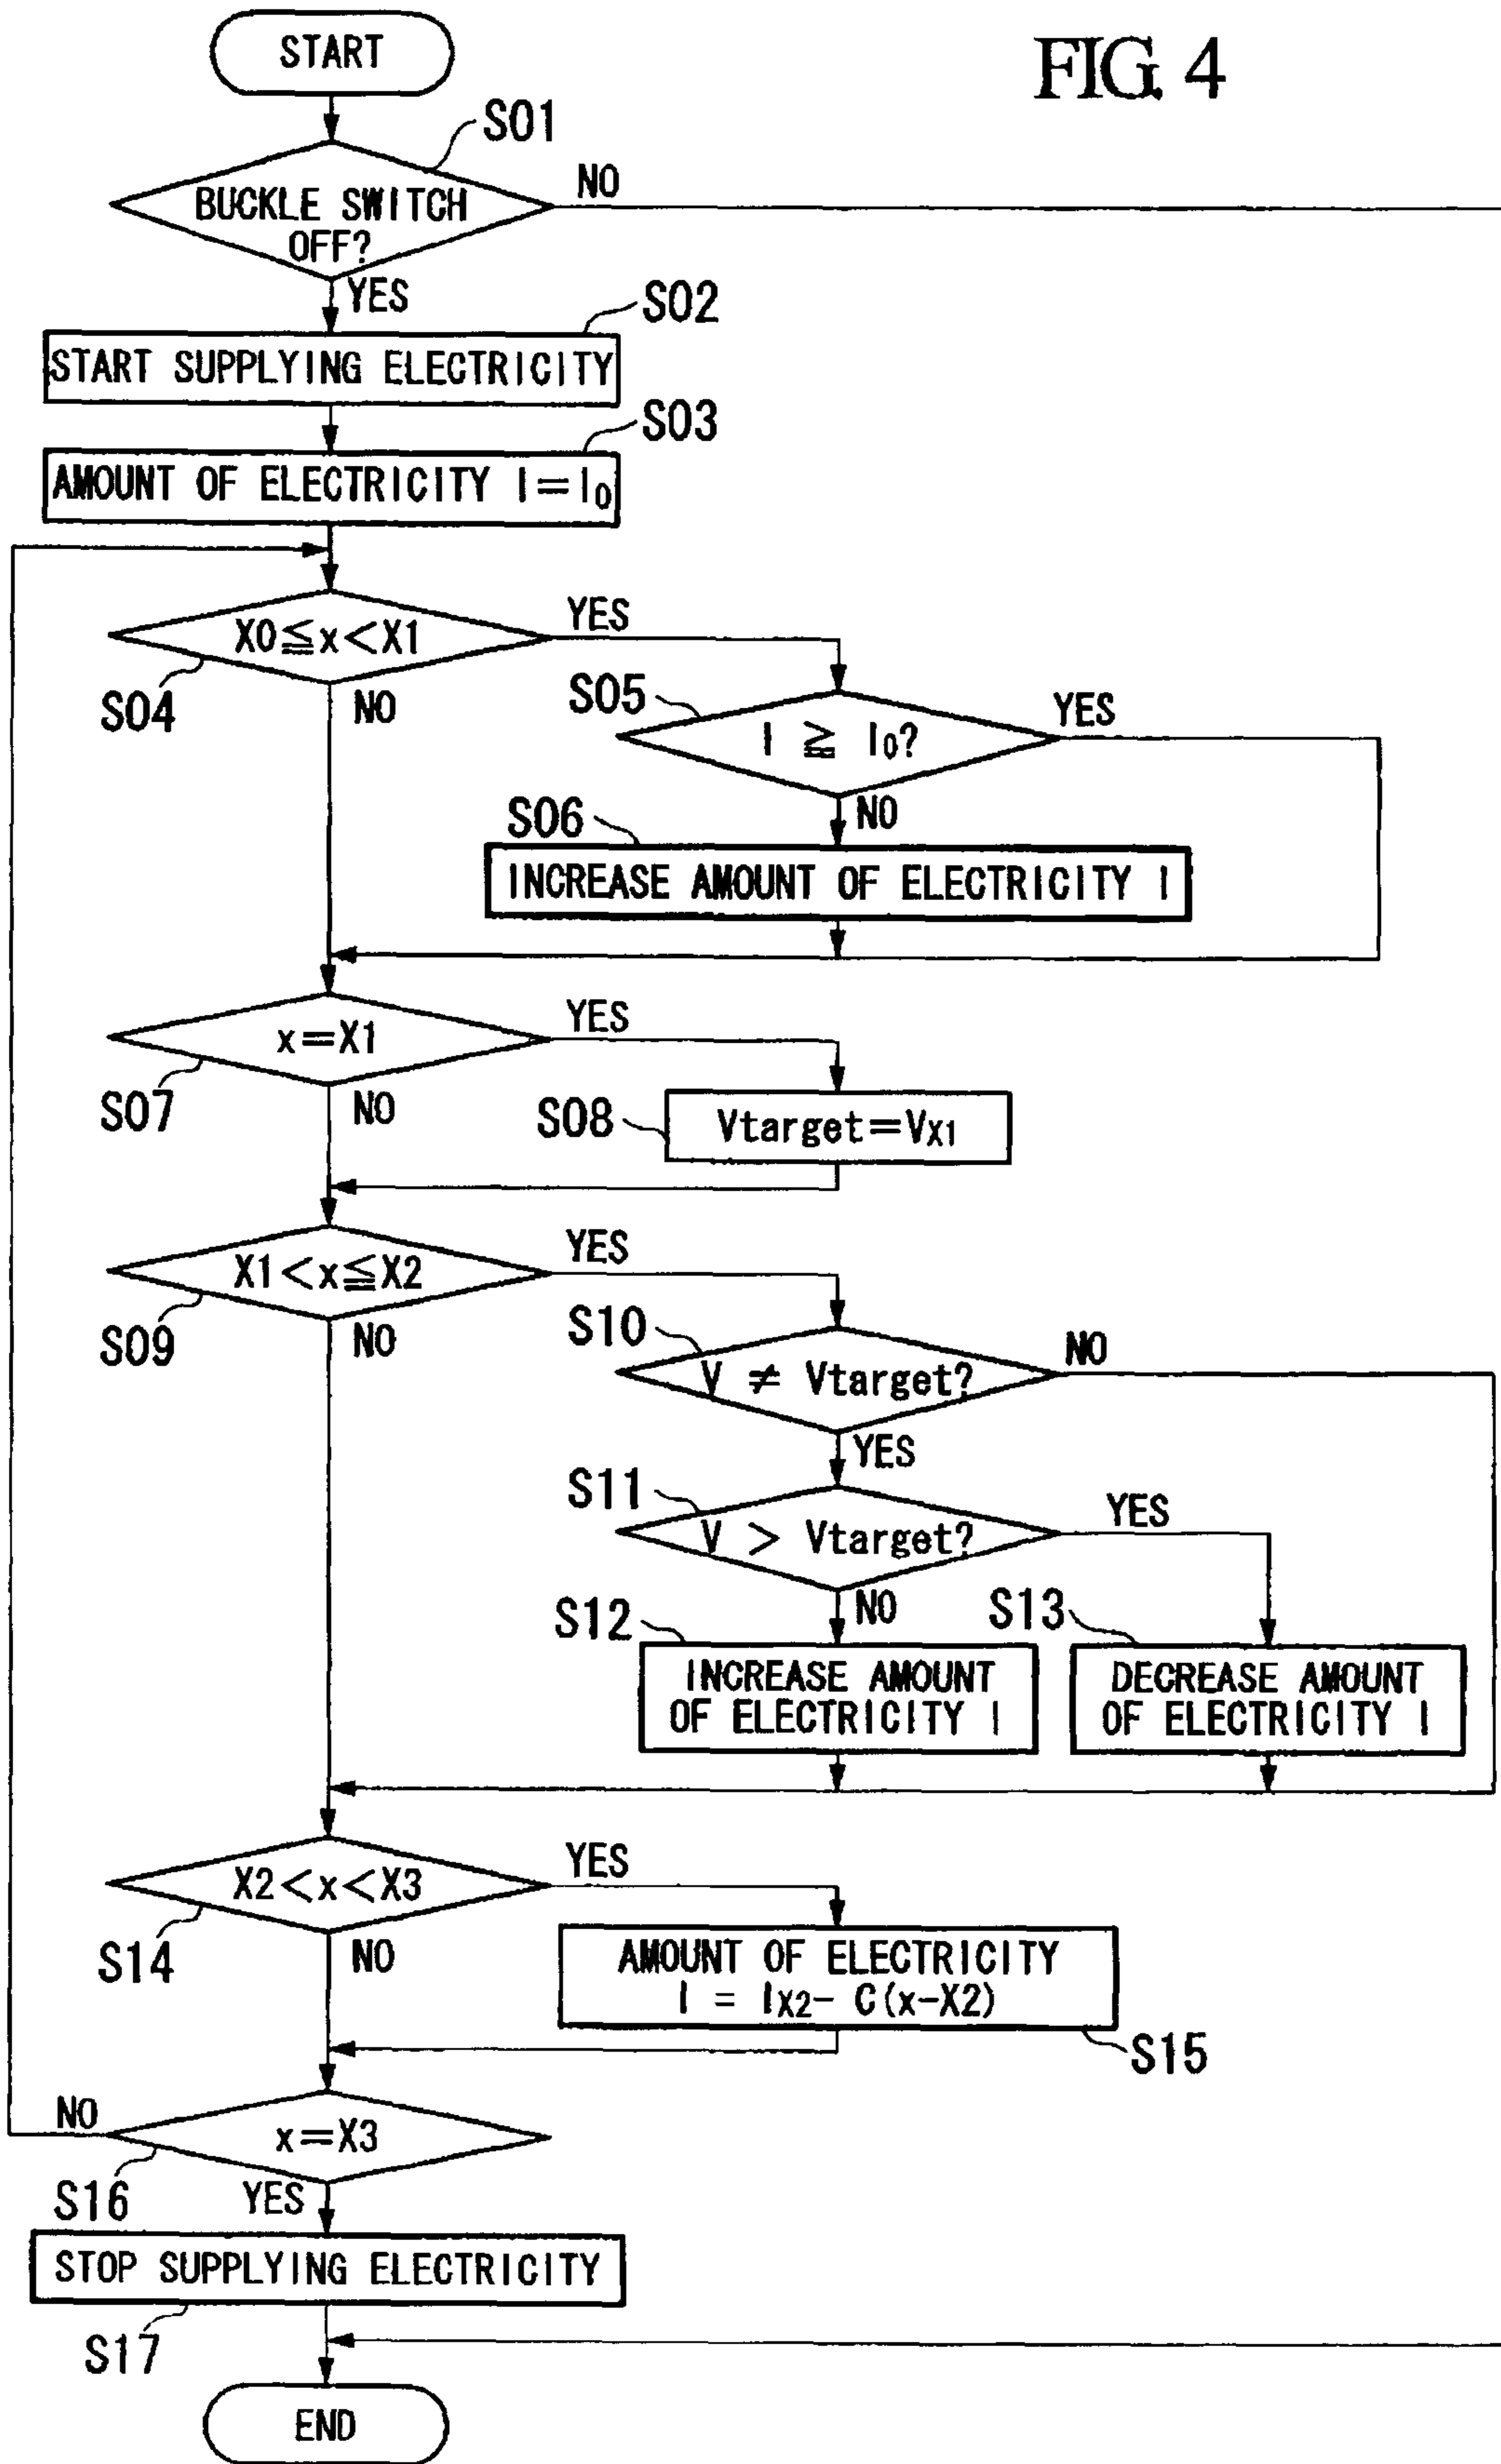 FIG. 4
START
S01
BUCKLE SWITCH
OFF?
NO
YES
S02
START SUPPLYING ELECTRICITY
S03
AMOUNT OF ELECTRICITY I=I0
X0≦x<X1
YES
S04
NO
S05
I ≧ I0?
YES
NO
S06
INCREASE AMOUNT OF ELECTRICITY I
x=X1
YES
S07
NO
S08
Vtarget=VX1
X1<x≦X2
YES
S09
NO
S10
V ≠ Vtarget?
NO
YES
S11
V > Vtarget?
YES
NO
S12
INCREASE AMOUNT
OF ELECTRICITY I
S13
DECREASE AMOUNT
OF ELECTRICITY I
X2<x<X3
YES
S14
NO
AMOUNT OF ELECTRICITY
I = IX2- C(x-X2)
S15
NO
x=X3
S16
YES
STOP SUPPLYING ELECTRICITY
S17
END